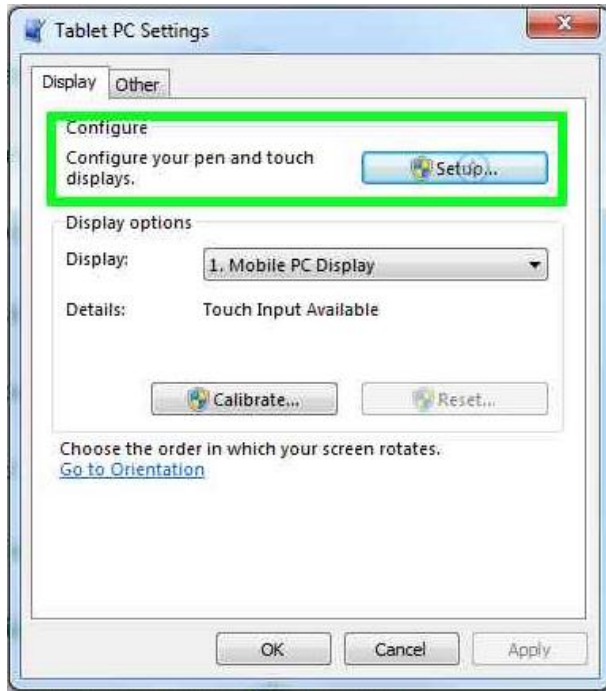 Tablet PC Settings
Display Other
Configure
Configure your pen and touch
displays.
Setup...
Display options
Display: 1. Mobile PC Display
Details: Touch Input Available
Calibrate... Reset...
Choose the order in which your screen rotates.
Go to Orientation
OK Cancel Apply